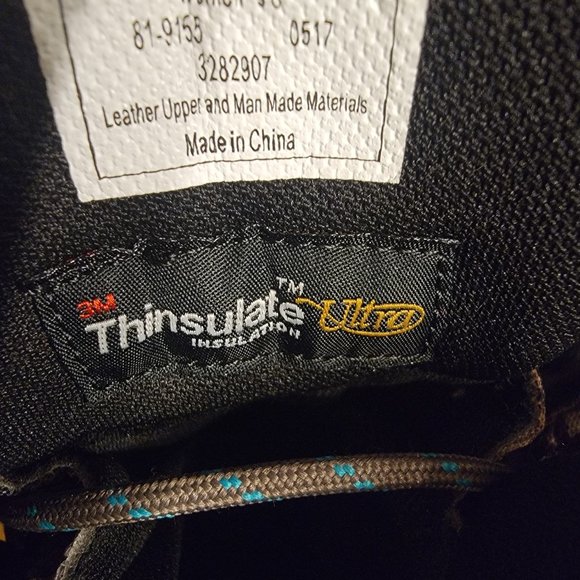 81-9155 0517
3282907
Leather Upper and Man Made Materials
Made in China
3M
Thinsulate™ Ultra
INSULATION